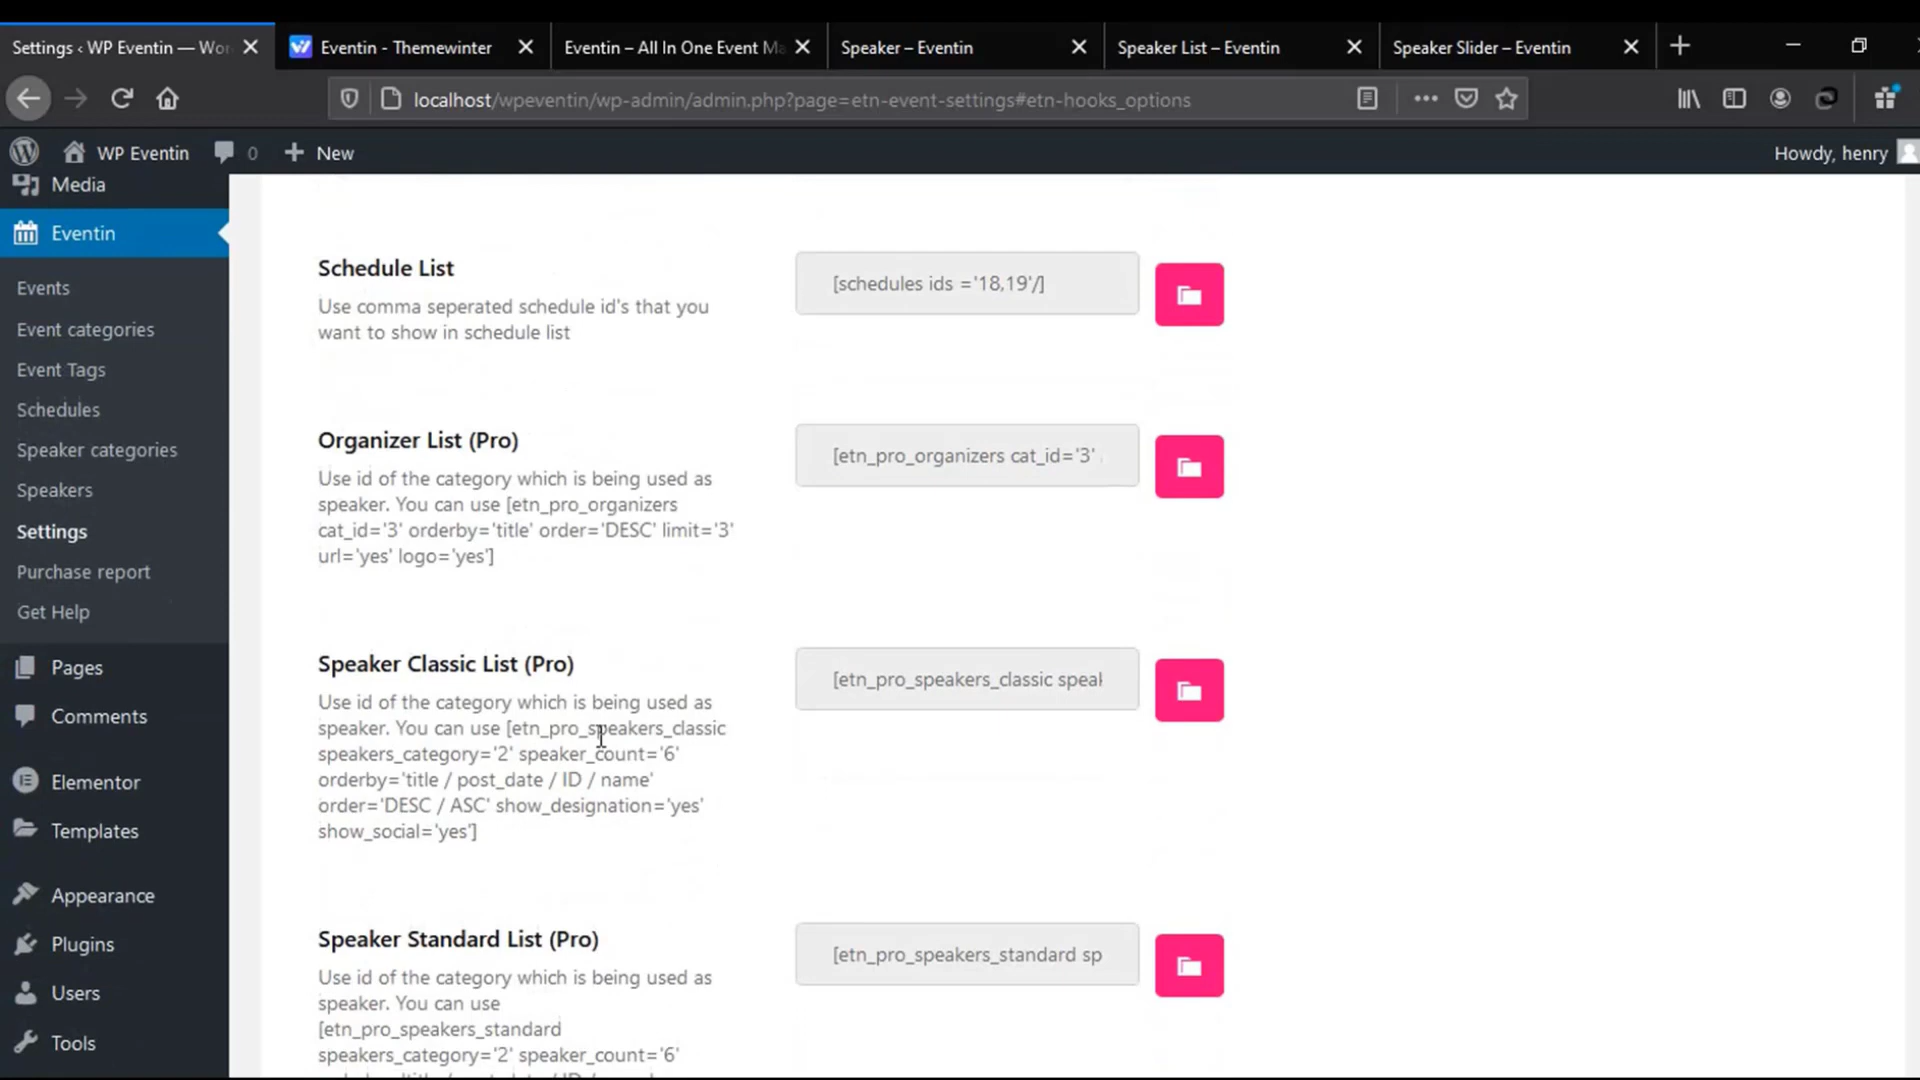 Settings ‹ WP Eventin — Wor
Eventin - Themewinter
Eventin – All In One Event Ma
Speaker – Eventin
Speaker List – Eventin
Speaker Slider – Eventin
localhost/wpeventin/wp-admin/admin.php?page=etn-event-settings#etn-hooks_options
WP Eventin
0
New
Howdy, henry
Media
Eventin
Events
Event categories
Event Tags
Schedules
Speaker categories
Speakers
Settings
Purchase report
Get Help
Pages
Comments
Elementor
Templates
Appearance
Plugins
Users
Tools
Schedule List
Use comma seperated schedule id's that you
want to show in schedule list
[schedules ids ='18,19'/]
Organizer List (Pro)
Use id of the category which is being used as
speaker. You can use [etn_pro_organizers
cat_id='3' orderby='title' order='DESC' limit='3'
url='yes' logo='yes']
[etn_pro_organizers cat_id='3'
Speaker Classic List (Pro)
Use id of the category which is being used as
speaker. You can use [etn_pro_speakers_classic
speakers_category='2' speaker_count='6'
orderby='title / post_date / ID / name'
order='DESC / ASC' show_designation='yes'
show_social='yes']
[etn_pro_speakers_classic speak
Speaker Standard List (Pro)
Use id of the category which is being used as
speaker. You can use
[etn_pro_speakers_standard
speakers_category='2' speaker_count='6'
[etn_pro_speakers_standard sp